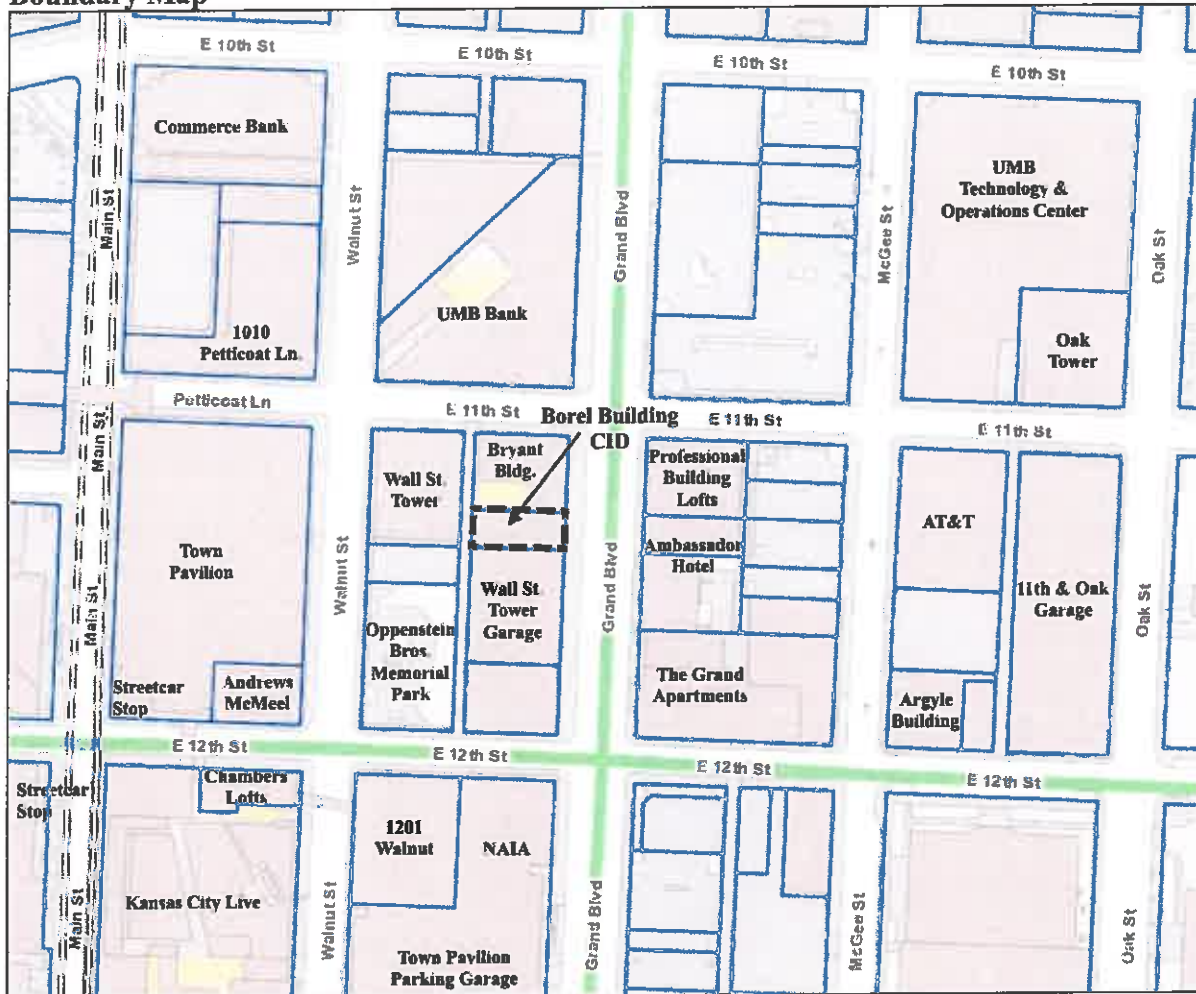 Boundary Map
E 10th St
E 10th St
E 10th St
E 10th St
Commerce Bank
UMB
Technology &
Operations Center
Main St
Walnut St
Grand Blvd
McGee St
Oak St
UMB Bank
1010
Petticoat Ln
Oak
Tower
Petticoat Ln
E 11th St
Borel Building
CID
E 11th St
E 11th St
Main St
Bryant
Bldg.
Wall St
Tower
Professional
Building
Lofts
AT&T
Town
Pavilion
Ambassador
Hotel
Walnut St
Grand Blvd
Main St
Wall St
Tower
Garage
11th & Oak
Garage
Oak St
Oppenstein
Bros
Memorial
Park
Streetcar
Stop
Andrews
McMeel
The Grand
Apartments
Argyle
Building
E 12th St
E 12th St
E 12th St
E 12th St
Streetcar
Stop
Chambers
Lofts
1201
Walnut
NAIA
Kansas City Live
Main St
Walnut St
Grand Blvd
McGee St
Oak St
Town Pavilion
Parking Garage